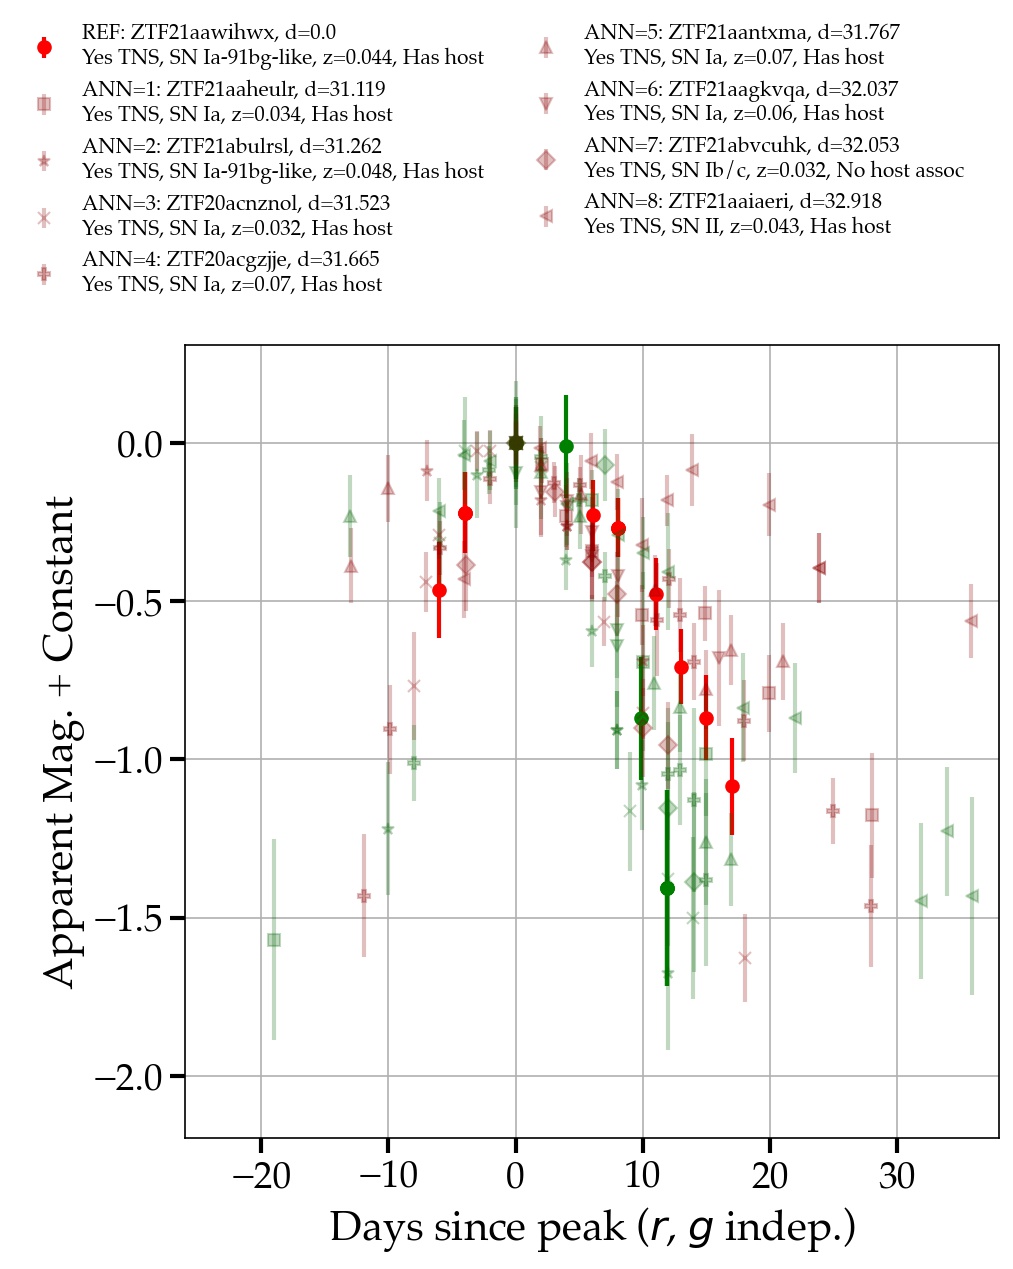 REF: ZTF21aawihwx, d=0.0
Yes TNS, SN Ia-91bg-like, z=0.044, Has host
ANN=1: ZTF21aaheulr, d=31.119
Yes TNS, SN Ia, z=0.034, Has host
ANN=2: ZTF21abulrsl, d=31.262
Yes TNS, SN Ia-91bg-like, z=0.048, Has host
ANN=3: ZTF20acnznol, d=31.523
Yes TNS, SN Ia, z=0.032, Has host
ANN=4: ZTF20acgzjje, d=31.665
Yes TNS, SN Ia, z=0.07, Has host
ANN=5: ZTF21aantxma, d=31.767
Yes TNS, SN Ia, z=0.07, Has host
ANN=6: ZTF21aagkvqa, d=32.037
Yes TNS, SN Ia, z=0.06, Has host
ANN=7: ZTF21abvcuhk, d=32.053
Yes TNS, SN Ib/c, z=0.032, No host assoc
ANN=8: ZTF21aaiaeri, d=32.918
Yes TNS, SN II, z=0.043, Has host
Apparent Mag. + Constant
0.0
−0.5
−1.0
−1.5
−2.0
−20
−10
0
10
20
30
Days since peak (r, g indep.)